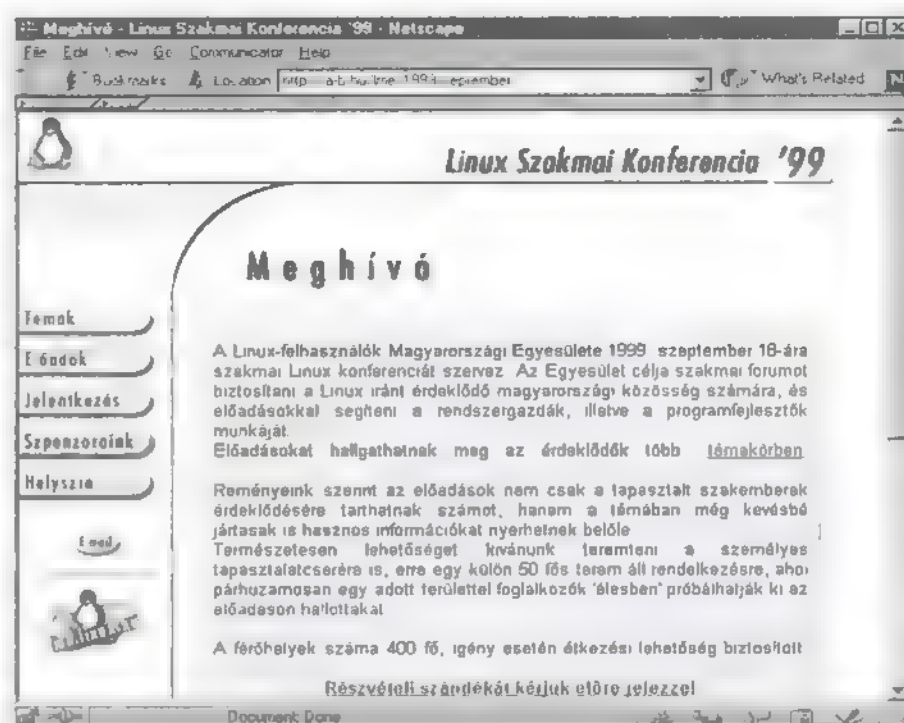 Meghívó - Linux Szakmai Konferencia '99 - Netscape
File Edit View Go Communicator Help
Bookmarks Location What's Related N
Linux Szakmai Konferencia '99
Meghívó
Témák
Előadók
Jelentkezés
Szponzoraink
Helyszín
E-mail
A Linux-felhasználók Magyarországi Egyesülete 1999 szeptember 18-ára
szakmai Linux konferenciát szervez. Az Egyesület célja szakmai fórumot
biztosítani a Linux iránt érdeklődő magyarországi közösség számára, és
előadásokkal segíteni a rendszergazdák, illetve a programfejlesztők
munkáját.
Előadásokat hallgathatnak meg az érdeklődők több témakörben
Reményeink szerint az előadások nem csak a tapasztalt szakemberek
érdeklődésére tarthatnak számot, hanem a témában még kevésbé
jártasak is hasznos információkat nyerhetnek belőle
Természetesen lehetőséget kívánunk teremteni a személyes
tapasztalatcserére is, erre egy külön 50 fős terem áll rendelkezésre, ahol
párhuzamosan egy adott területtel foglalkozók 'élesben' próbálhatják ki az
előadáson hallottakat
A férőhelyek száma 400 fő, igény esetén étkezési lehetőség biztosított
Részvételi szándékát kérjük előre jelezze!
Document Done